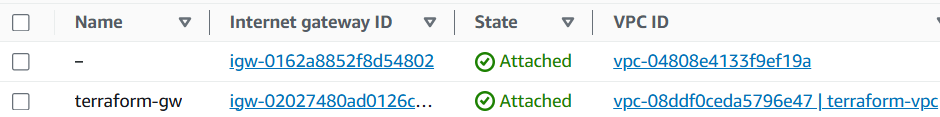 Name Internet gateway ID State VPC ID
– igw-0162a8852f8d54802 Attached vpc-04808e4133f9ef19a
terraform-gw igw-02027480ad0126c… Attached vpc-08ddf0ceda5796e47 | terraform-vpc